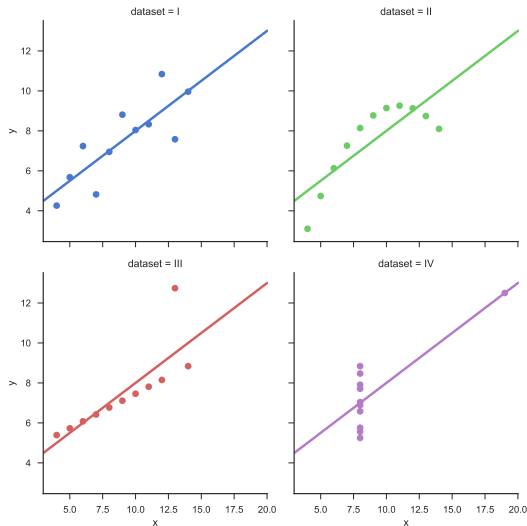 dataset = I
dataset = II
12
10
8
6
4
y
dataset = III
dataset = IV
12
10
8
6
4
y
5.0 7.5 10.0 12.5 15.0 17.5 20.0
5.0 7.5 10.0 12.5 15.0 17.5 20.0
x
x